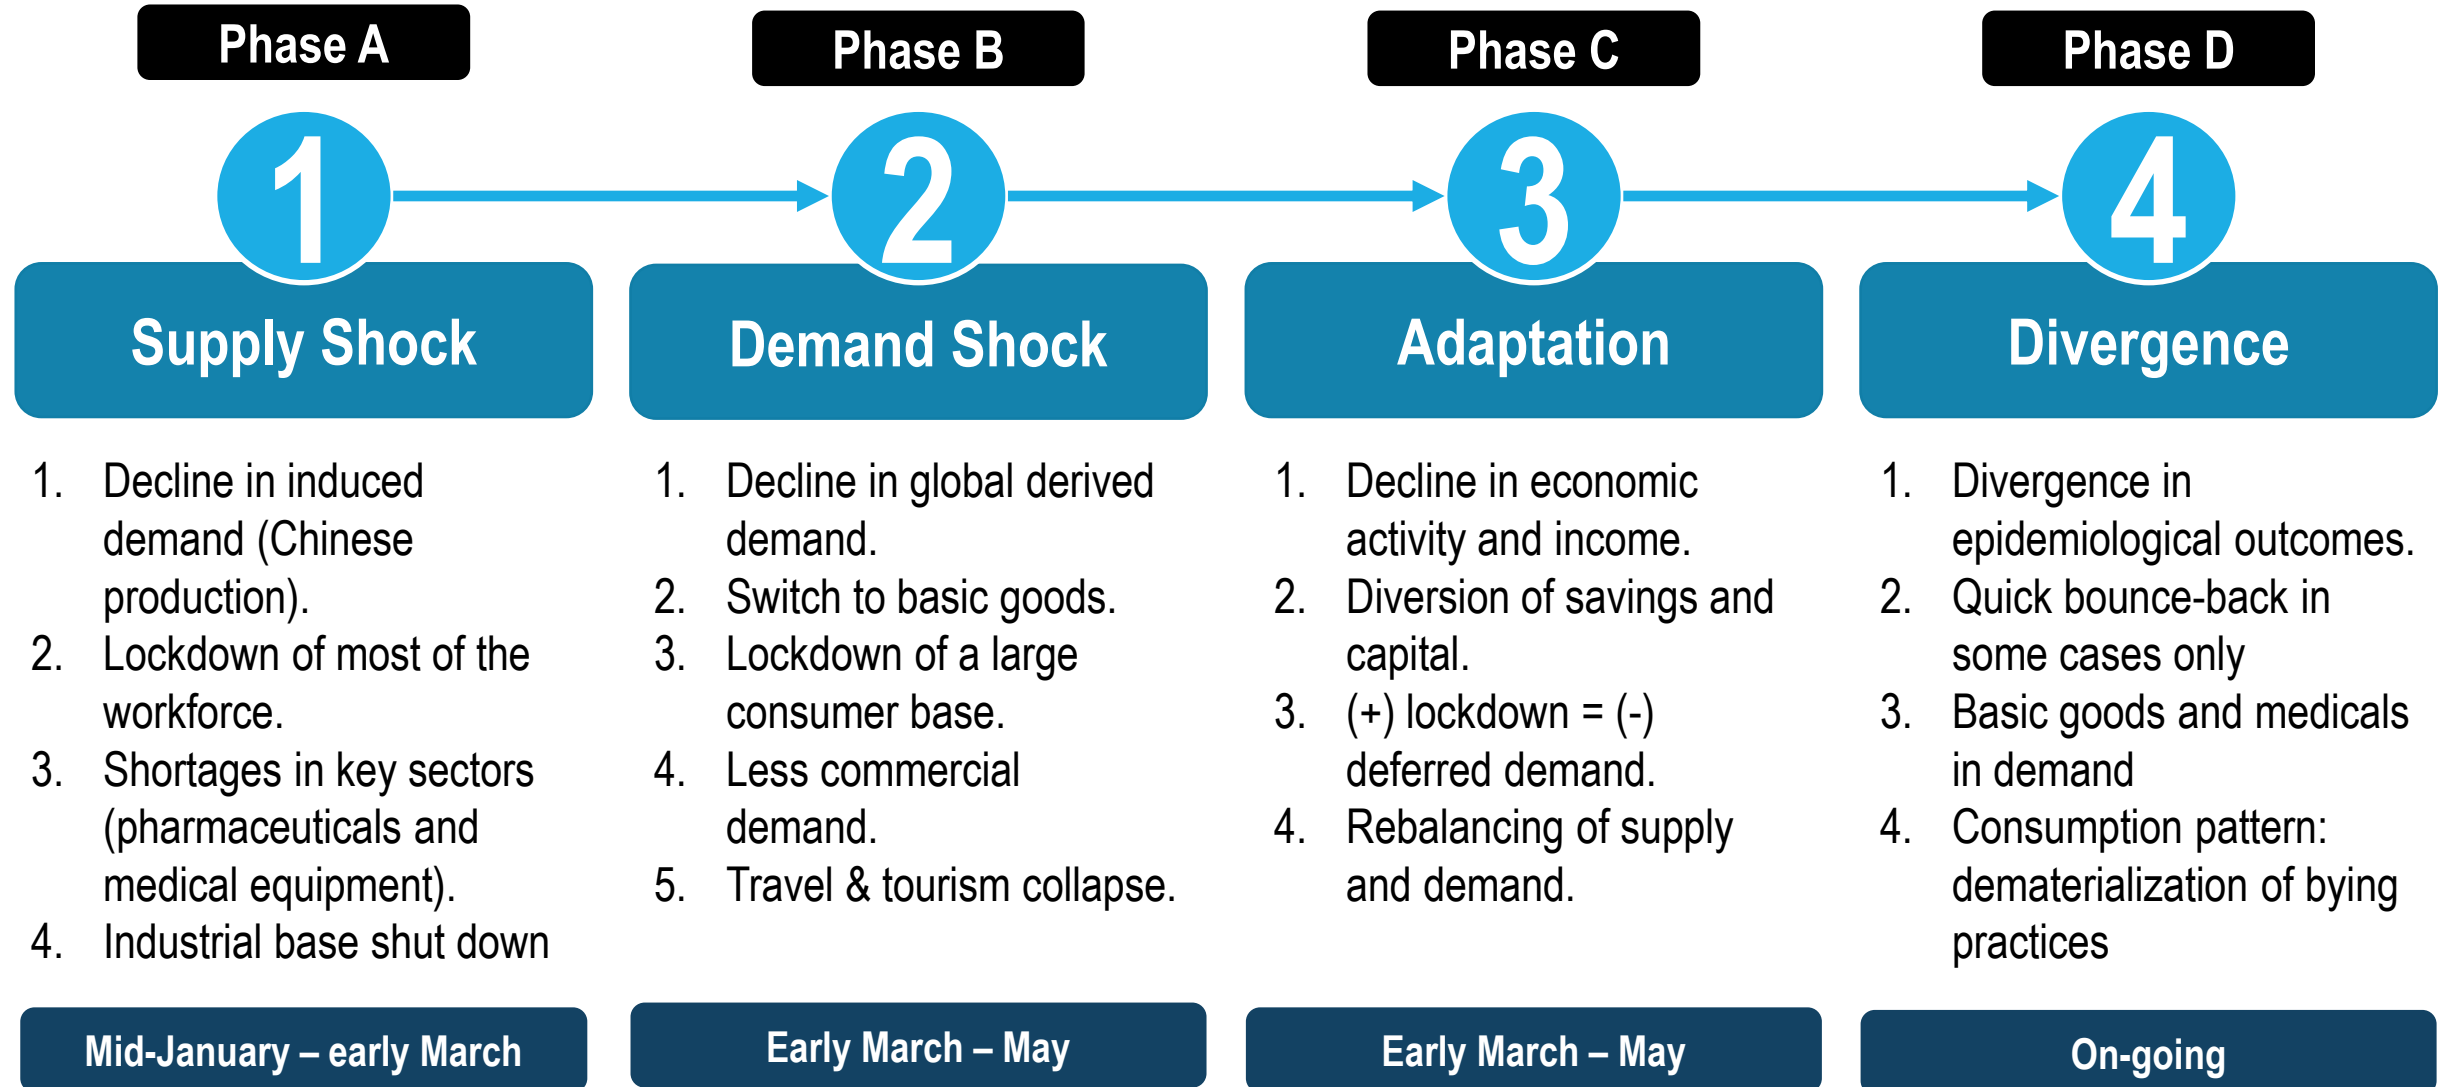 Phase A
1
Supply Shock
1. Decline in induced
demand (Chinese
production).
2. Lockdown of most of the
workforce.
3. Shortages in key sectors
(pharmaceuticals and
medical equipment).
4. Industrial base shut down
Mid-January – early March
Phase B
2
Demand Shock
1. Decline in global derived
demand.
2. Switch to basic goods.
3. Lockdown of a large
consumer base.
4. Less commercial
demand.
5. Travel & tourism collapse.
Early March – May
Phase C
3
Adaptation
1. Decline in economic
activity and income.
2. Diversion of savings and
capital.
3. (+) lockdown = (-)
deferred demand.
4. Rebalancing of supply
and demand.
Early March – May
Phase D
4
Divergence
1. Divergence in
epidemiological outcomes.
2. Quick bounce-back in
some cases only
3. Basic goods and medicals
in demand
4. Consumption pattern:
dematerialization of bying
practices
On-going